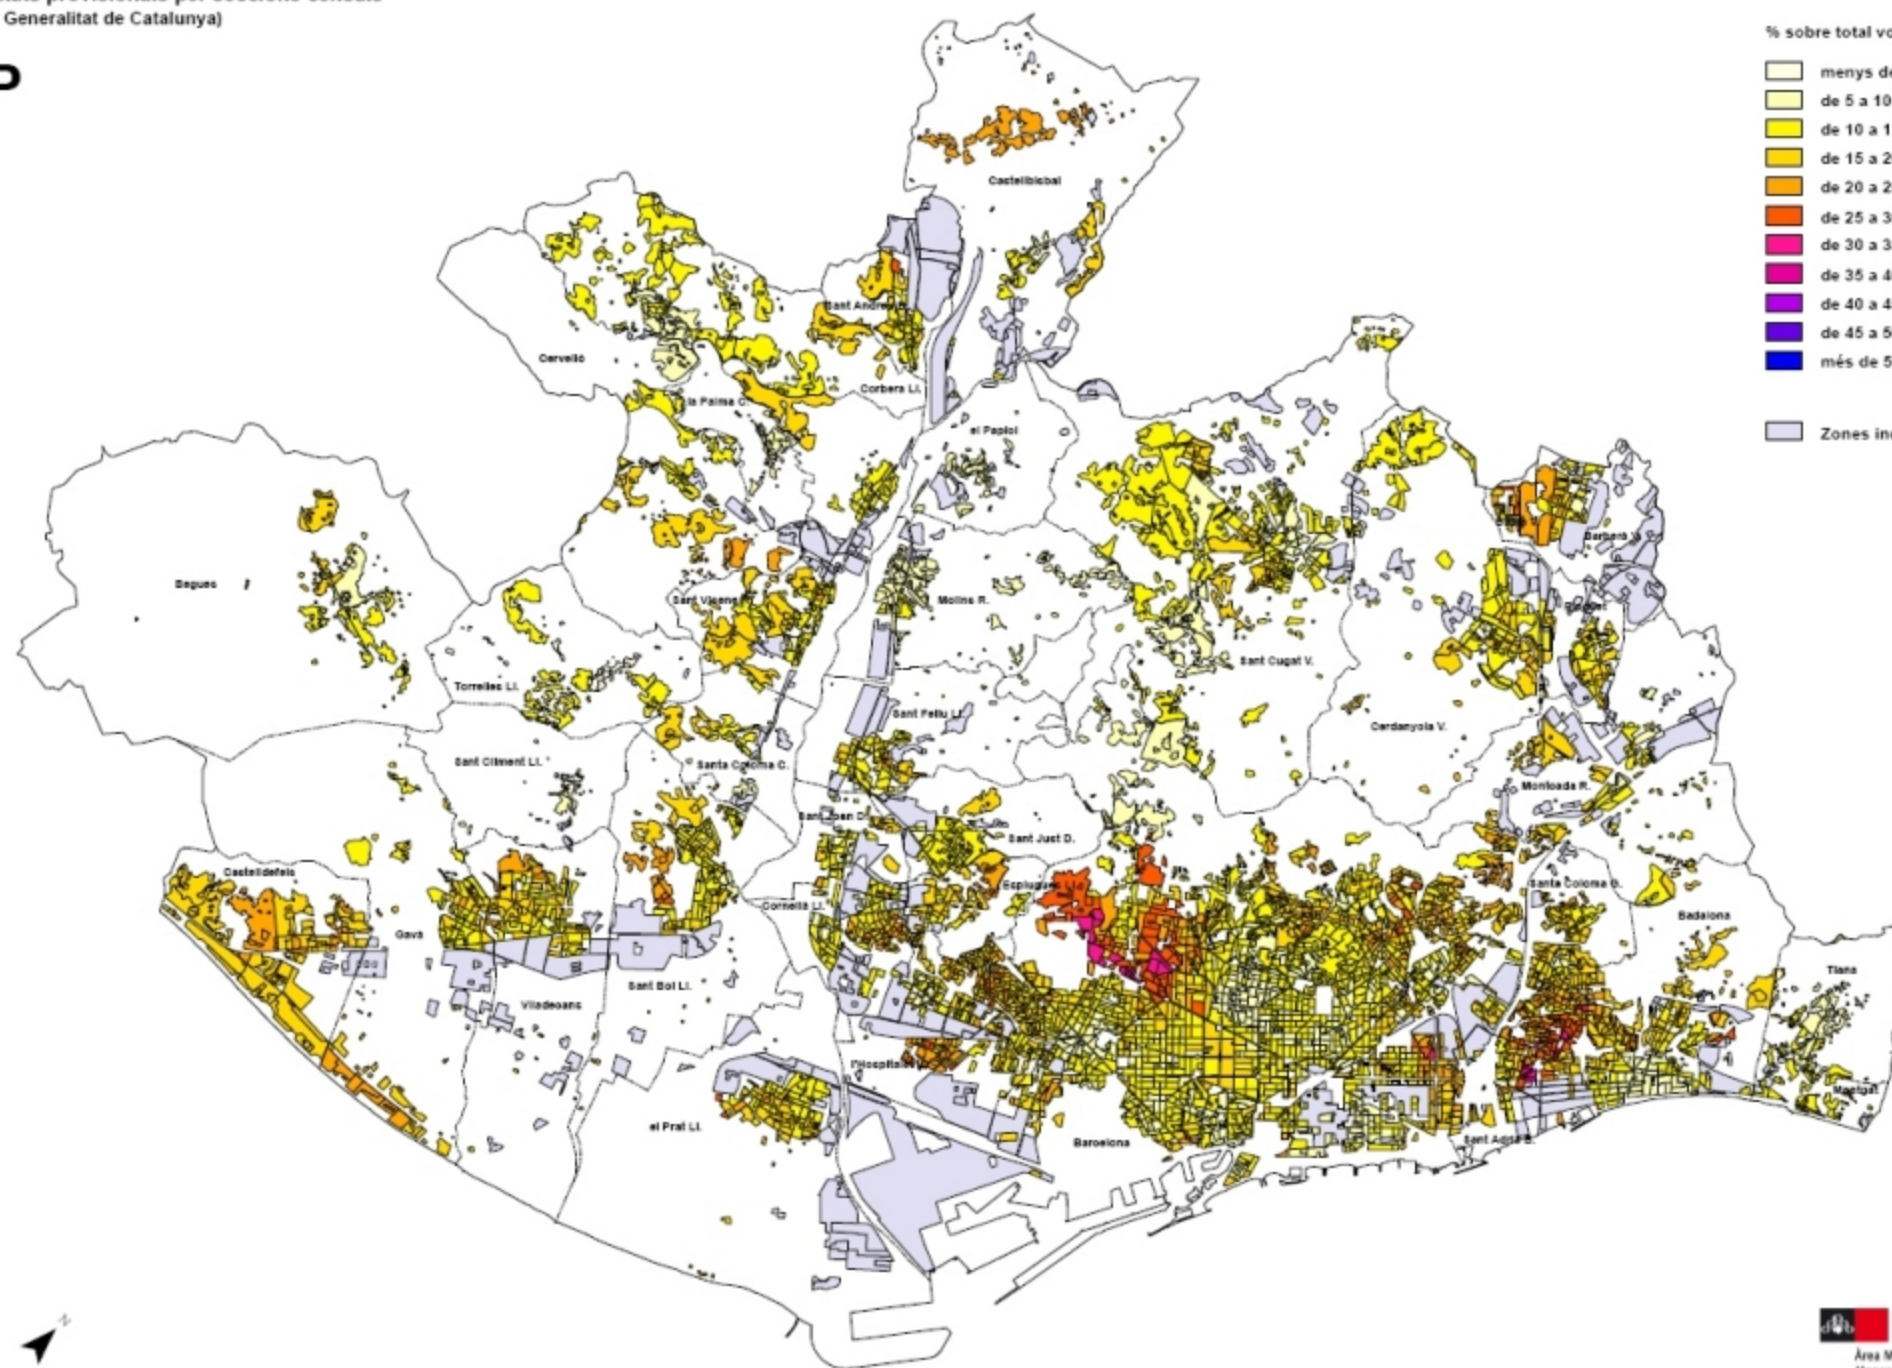 Generalitat de Catalunya)
P
% sobre total vo
menys de
de 5 a 10
de 10 a 1
de 15 a 2
de 20 a 2
de 25 a 3
de 30 a 3
de 35 a 4
de 40 a 4
de 45 a 5
més de 5
Zones in
Castellbisbal
Sant Andreu
Cervelló
Corbera Ll.
la Palma C.
el Papiol
Begues
Sant Vicenç
Molins R.
Barberà V.
Ripollet
Torrelles Ll.
Sant Cugat V.
Sant Feliu Ll.
Cerdanyola V.
Sant Climent Ll.
Santa Coloma C.
Montcada R.
Sant Joan D.
Sant Just D.
Castelldefels
Esplugues Ll.
Santa Coloma G.
Cornellà Ll.
Badalona
Gavà
Tiana
Sant Boi Ll.
Viladecans
l'Hospitalet
Montgat
el Prat Ll.
Barcelona
Sant Adrià B.
N
Àrea M